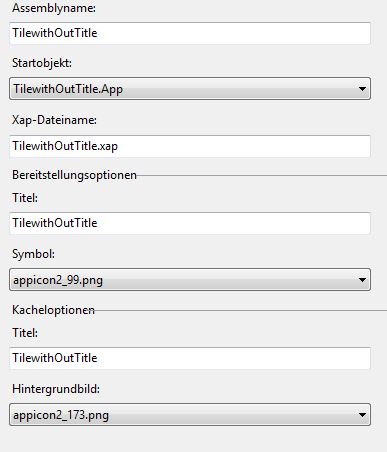 Assemblyname:
TilewithOutTitle
Startobjekt:
TilewithOutTitle.App
Xap-Dateiname:
TilewithOutTitle.xap
Bereitstellungsoptionen
Titel:
TilewithOutTitle
Symbol:
appicon2_99.png
Kacheloptionen
Titel:
TilewithOutTitle
Hintergrundbild:
appicon2_173.png